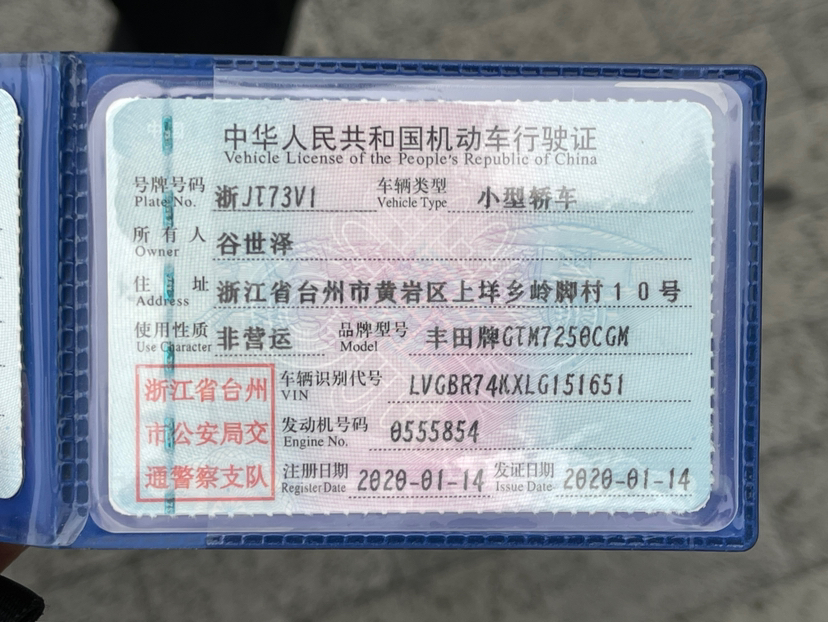 中华人民共和国机动车行驶证
Vehicle License of the People's Republic of China
号牌号码 浙JT73V1 车辆类型 小型轿车
Plate No. Vehicle Type
所有人 谷世泽
Owner
住址 浙江省台州市黄岩区上垟乡岭脚村10号
Address
使用性质 非营运 品牌型号 丰田牌GTM7250CGM
Use Character Model
浙江省台州
市公安局交
通警察支队
车辆识别代号 LVGBR74KXLG151651
VIN
发动机号码 0555854
Engine No.
注册日期 2020-01-14 发证日期 2020-01-14
Register Date Issue Date